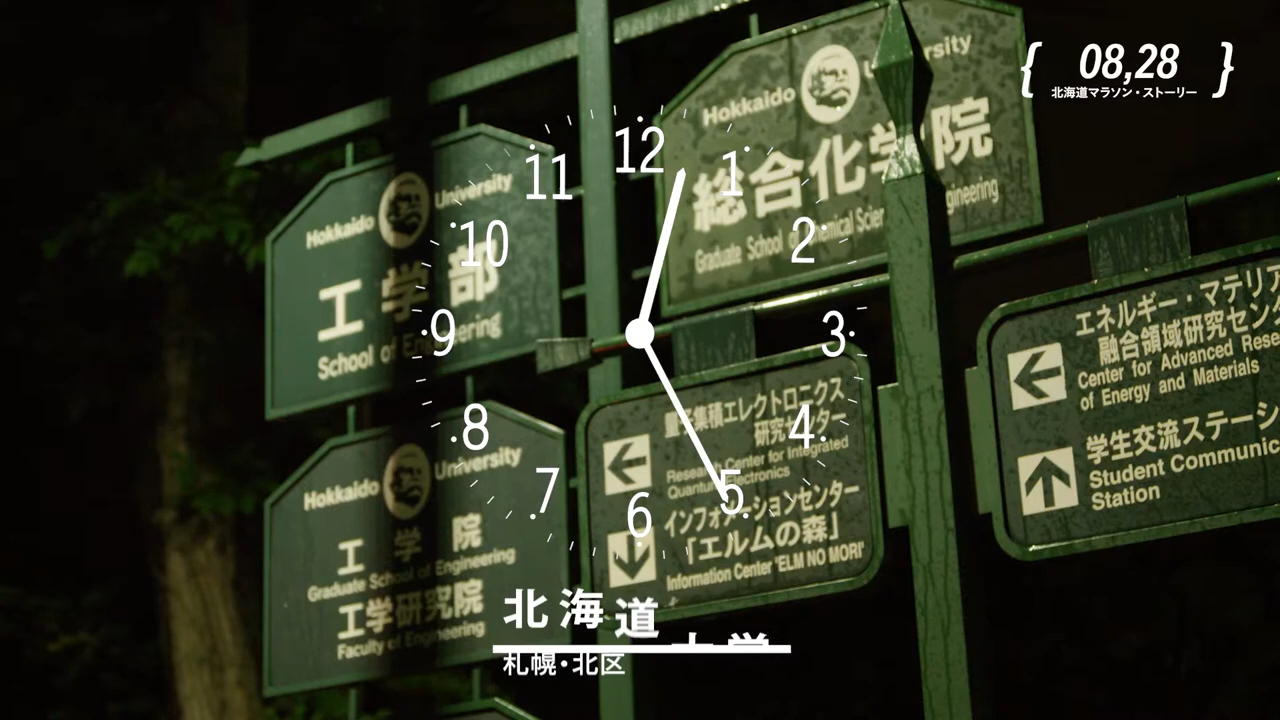 08,28
北海道マラソン・ストーリー
12
1
2
3
4
5
6
7
8
9
10
11
Hokkaido University
工学部
School of Engineering
Hokkaido University
総合化学院
Graduate School of Chemical Sciences Engineering
Hokkaido University
工学院
Graduate School of Engineering
工学研究院
Faculty of Engineering
量子集積エレクトロニクス
研究センター
Research Center for Integrated
Quantum Electronics
インフォメーションセンター
「エルムの森」
Information Center 'ELM NO MORI'
エネルギー・マテリア
融合領域研究セン
Center for Advanced Rese
of Energy and Materials
学生交流ステーシ
Student Communic
Station
北海道大学
札幌・北区